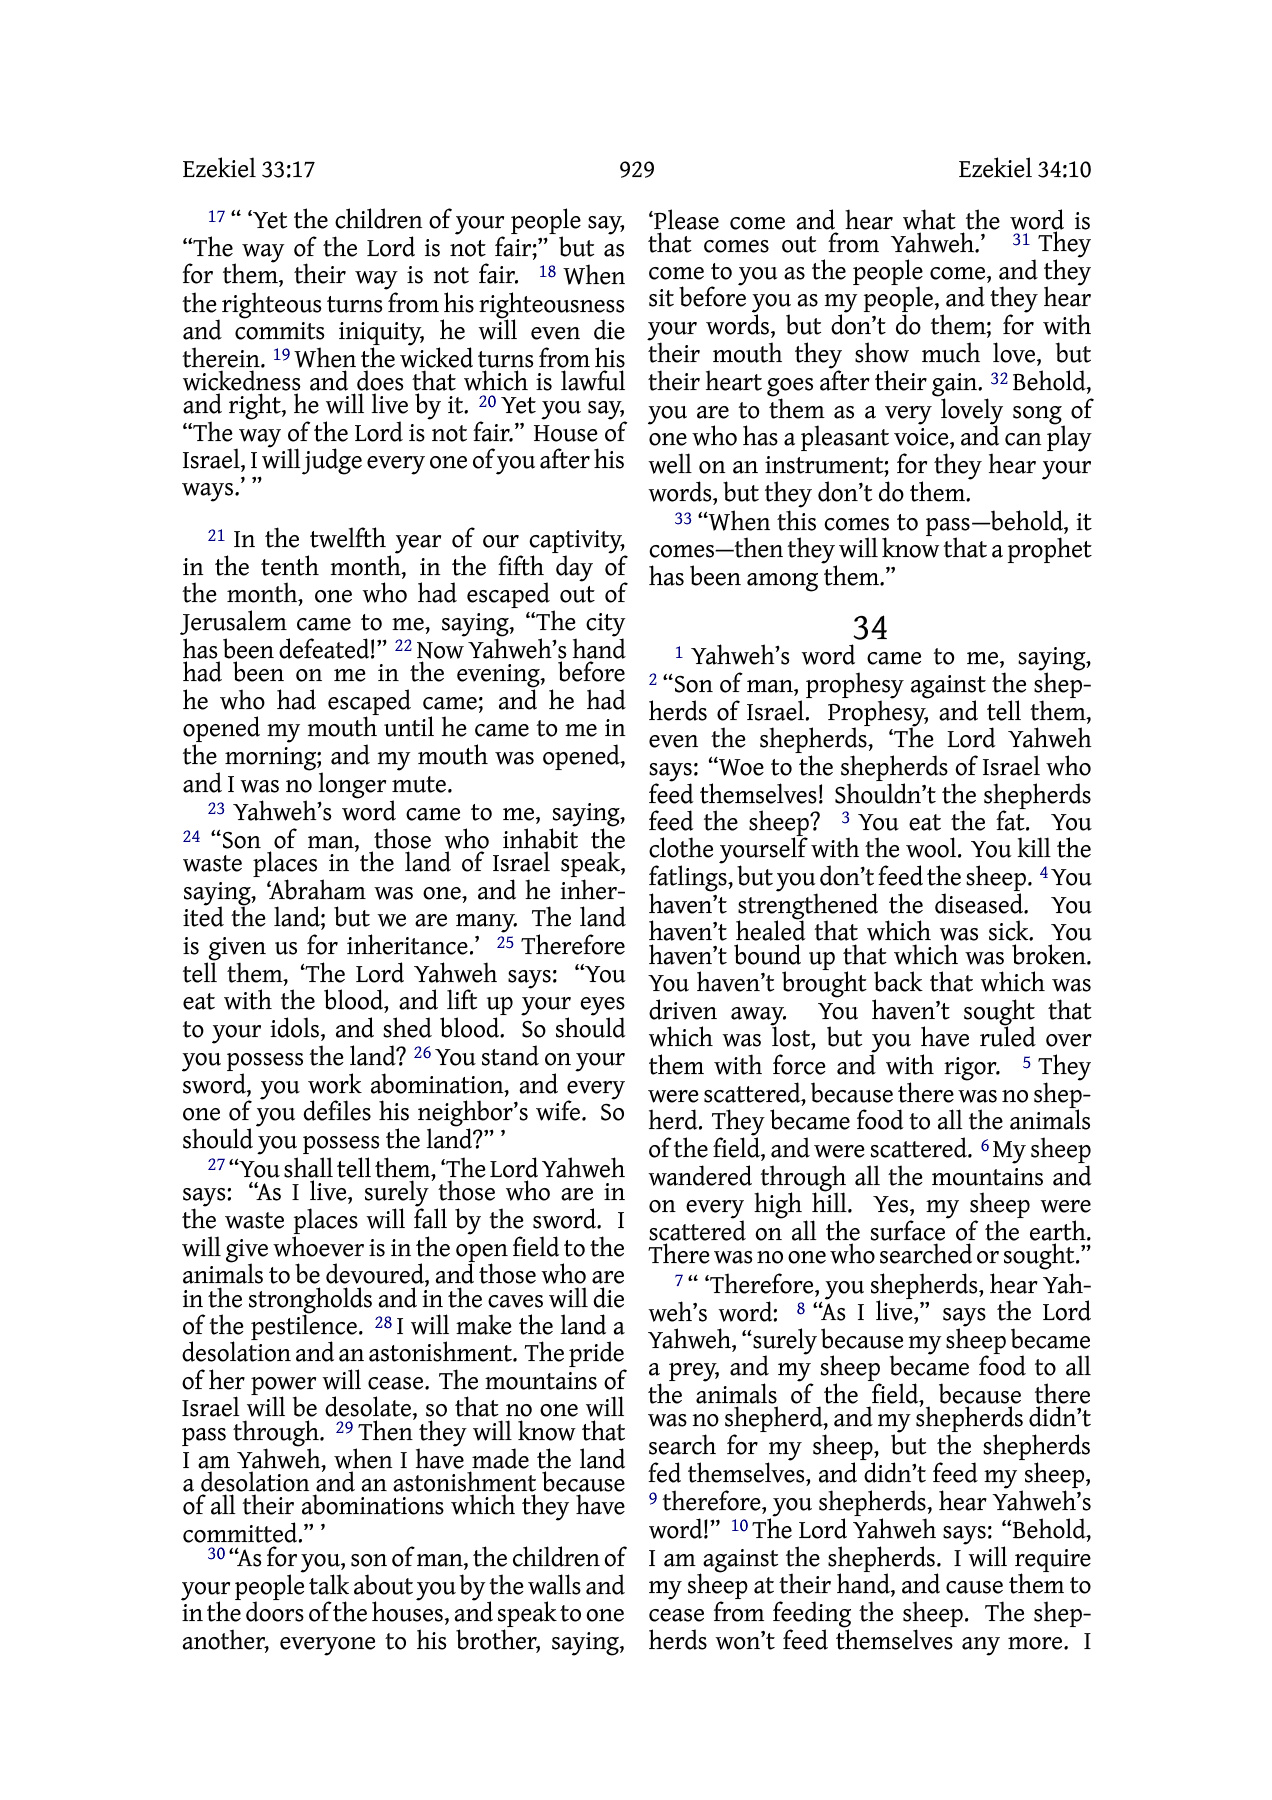 Ezekiel 33:17
929
Ezekiel 34:10
17 “ ‘Yet the children of your people say,
“The way of the Lord is not fair;” but as
for them, their way is not fair. 18 When
the righteous turns from his righteousness
and commits iniquity, he will even die
therein. 19 When the wicked turns from his
wickedness and does that which is lawful
and right, he will live by it. 20 Yet you say,
“The way of the Lord is not fair.” House of
Israel, I will judge every one of you after his
ways.’ ”
21 In the twelfth year of our captivity,
in the tenth month, in the fifth day of
the month, one who had escaped out of
Jerusalem came to me, saying, “The city
has been defeated!” 22 Now Yahweh’s hand
had been on me in the evening, before
he who had escaped came; and he had
opened my mouth until he came to me in
the morning; and my mouth was opened,
and I was no longer mute.
23 Yahweh’s word came to me, saying,
24 “Son of man, those who inhabit the
waste places in the land of Israel speak,
saying, ‘Abraham was one, and he inher-
ited the land; but we are many. The land
is given us for inheritance.’ 25 Therefore
tell them, ‘The Lord Yahweh says: “You
eat with the blood, and lift up your eyes
to your idols, and shed blood. So should
you possess the land? 26 You stand on your
sword, you work abomination, and every
one of you defiles his neighbor’s wife. So
should you possess the land?” ’
27 “You shall tell them, ‘The Lord Yahweh
says: “As I live, surely those who are in
the waste places will fall by the sword. I
will give whoever is in the open field to the
animals to be devoured, and those who are
in the strongholds and in the caves will die
of the pestilence. 28 I will make the land a
desolation and an astonishment. The pride
of her power will cease. The mountains of
Israel will be desolate, so that no one will
pass through. 29 Then they will know that
I am Yahweh, when I have made the land
a desolation and an astonishment because
of all their abominations which they have
committed.” ’
30 “As for you, son of man, the children of
your people talk about you by the walls and
in the doors of the houses, and speak to one
another, everyone to his brother, saying,
‘Please come and hear what the word is
that comes out from Yahweh.’ 31 They
come to you as the people come, and they
sit before you as my people, and they hear
your words, but don’t do them; for with
their mouth they show much love, but
their heart goes after their gain. 32 Behold,
you are to them as a very lovely song of
one who has a pleasant voice, and can play
well on an instrument; for they hear your
words, but they don’t do them.
33 “When this comes to pass—behold, it
comes—then they will know that a prophet
has been among them.”
34
1 Yahweh’s word came to me, saying,
2 “Son of man, prophesy against the shep-
herds of Israel. Prophesy, and tell them,
even the shepherds, ‘The Lord Yahweh
says: “Woe to the shepherds of Israel who
feed themselves! Shouldn’t the shepherds
feed the sheep? 3 You eat the fat. You
clothe yourself with the wool. You kill the
fatlings, but you don’t feed the sheep. 4 You
haven’t strengthened the diseased. You
haven’t healed that which was sick. You
haven’t bound up that which was broken.
You haven’t brought back that which was
driven away. You haven’t sought that
which was lost, but you have ruled over
them with force and with rigor. 5 They
were scattered, because there was no shep-
herd. They became food to all the animals
of the field, and were scattered. 6 My sheep
wandered through all the mountains and
on every high hill. Yes, my sheep were
scattered on all the surface of the earth.
There was no one who searched or sought.”
7 “ ‘Therefore, you shepherds, hear Yah-
weh’s word: 8 “As I live,” says the Lord
Yahweh, “surely because my sheep became
a prey, and my sheep became food to all
the animals of the field, because there
was no shepherd, and my shepherds didn’t
search for my sheep, but the shepherds
fed themselves, and didn’t feed my sheep,
9 therefore, you shepherds, hear Yahweh’s
word!” 10 The Lord Yahweh says: “Behold,
I am against the shepherds. I will require
my sheep at their hand, and cause them to
cease from feeding the sheep. The shep-
herds won’t feed themselves any more. I